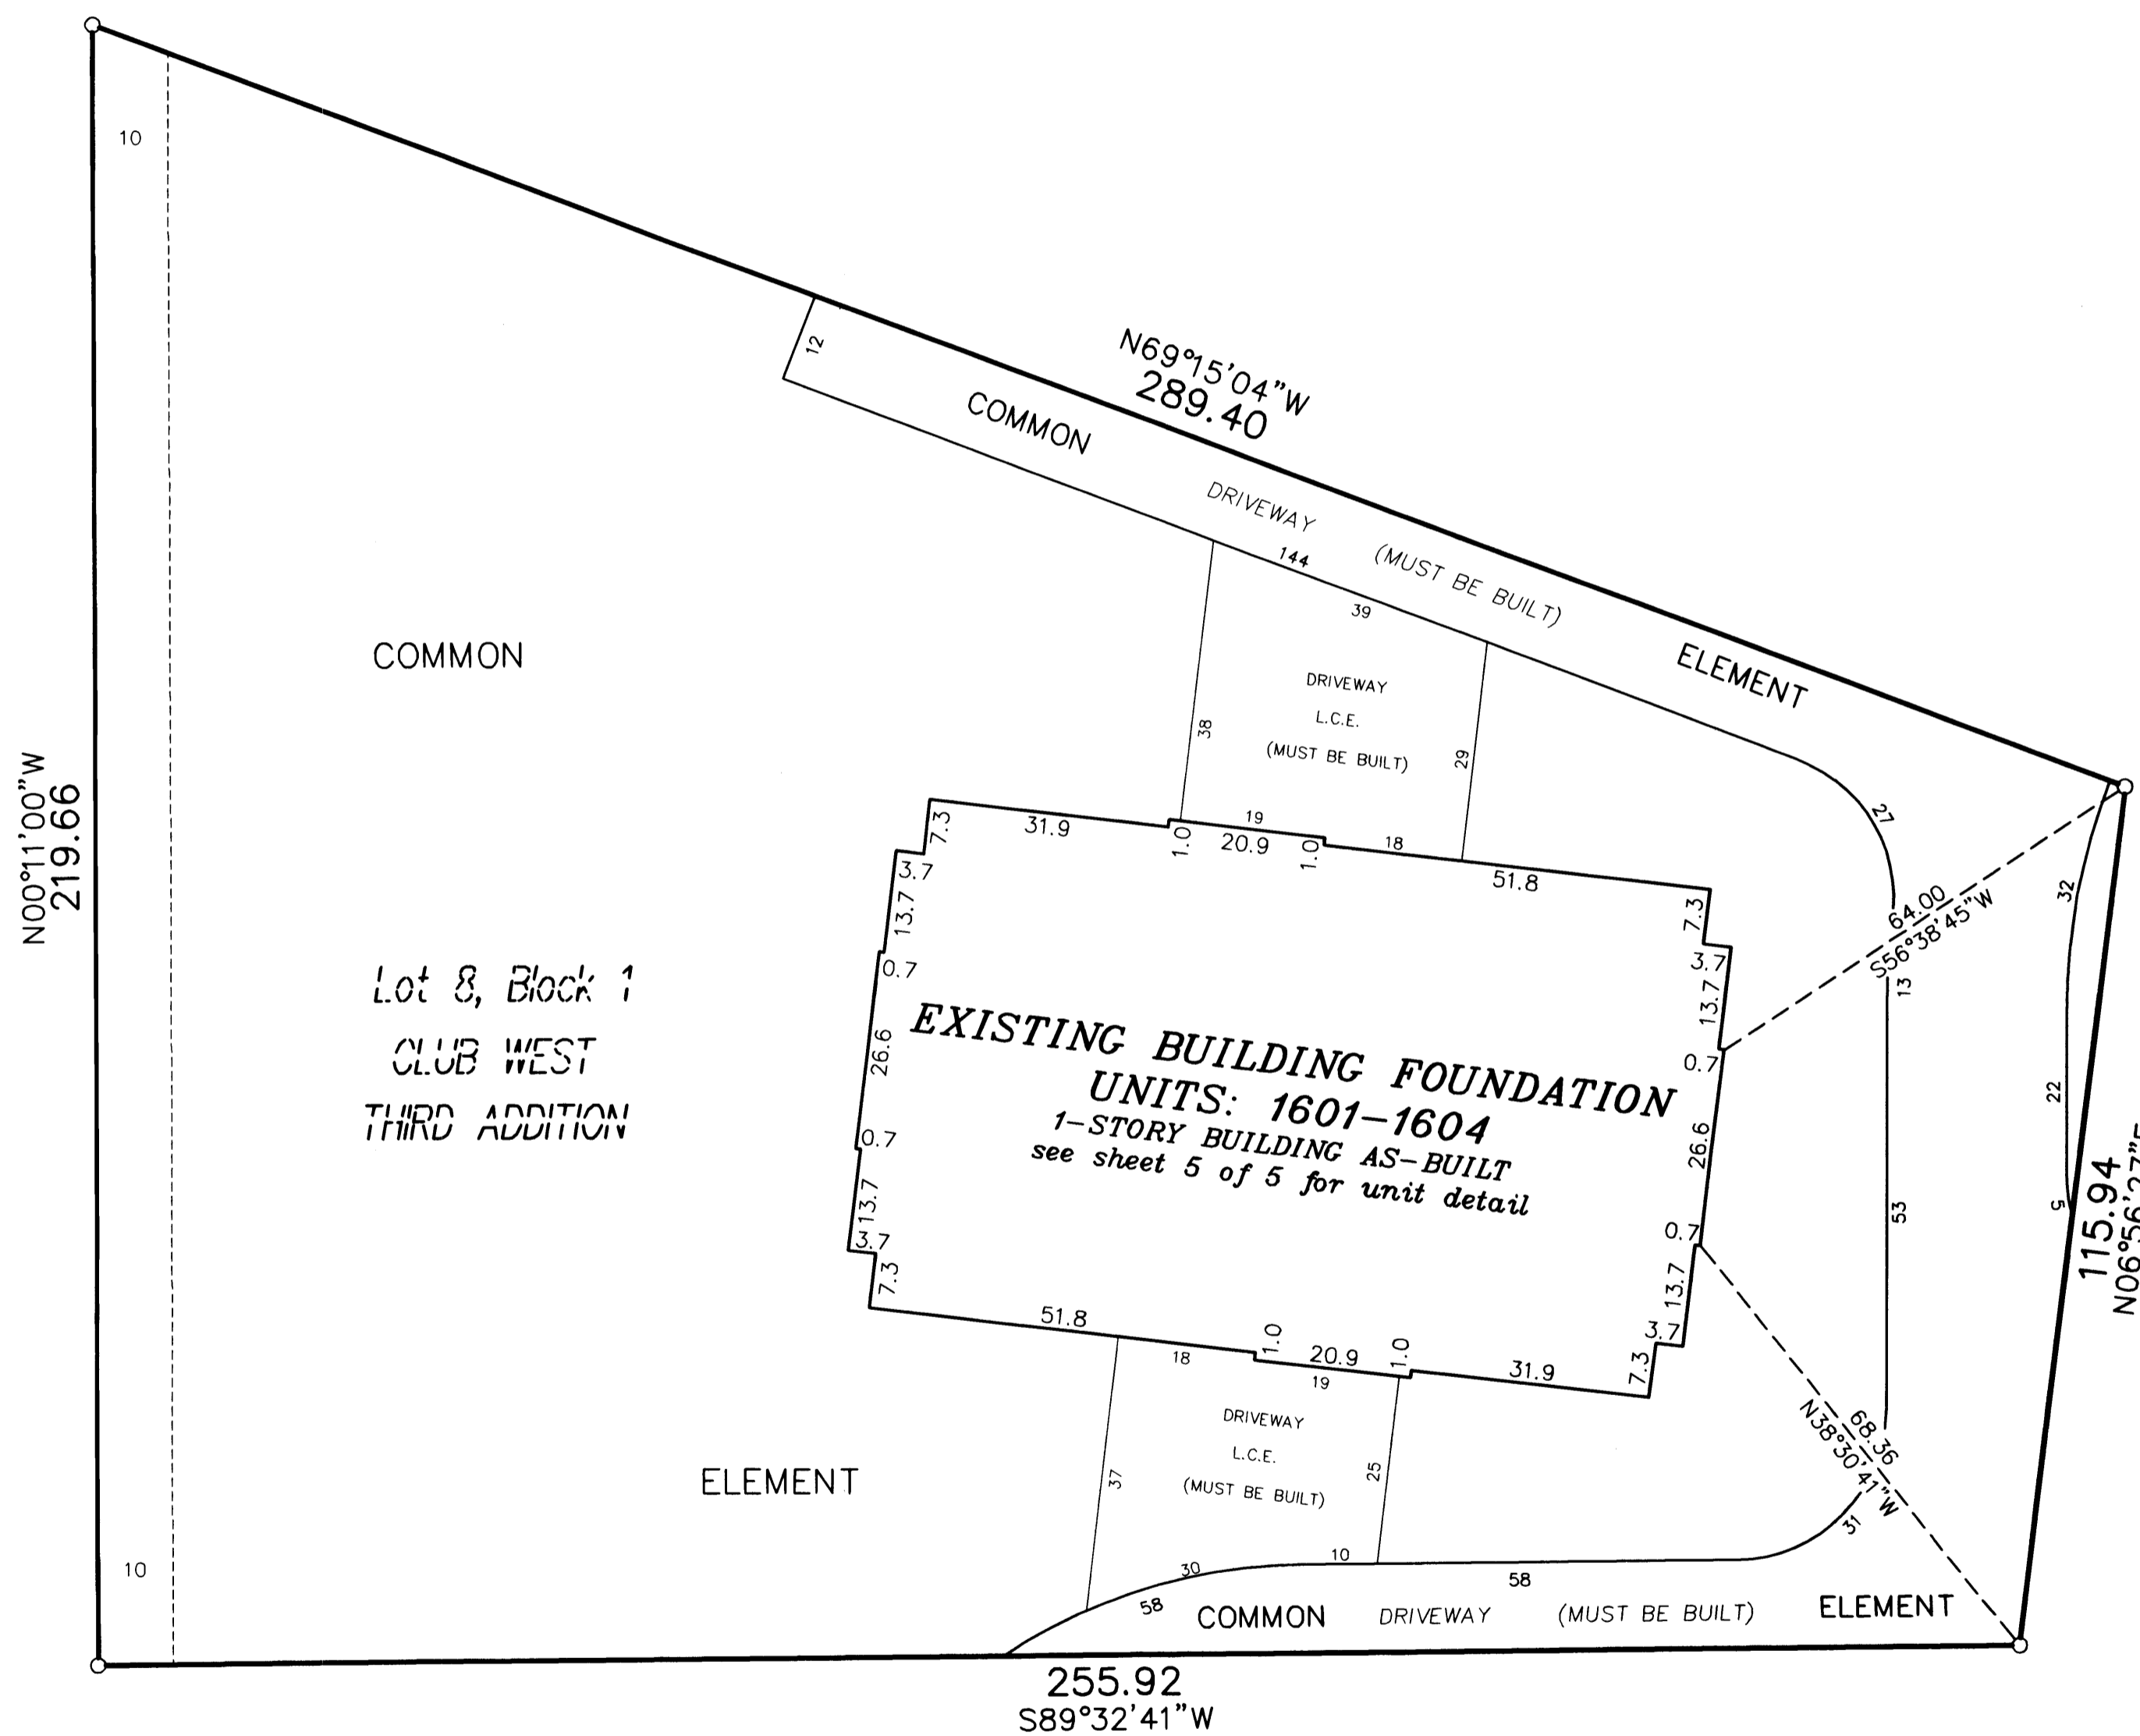 10
N69°15'04"W
289.40
12
COMMON
DRIVEWAY
(MUST BE BUILT)
ELEMENT
144
39
COMMON
DRIVEWAY
L.C.E.
(MUST BE BUILT)
38
29
19
18
27
N00°11'00"W
219.66
7.3
31.9
1.0
20.9
1.0
51.8
7.3
3.7
13.7
0.7
26.6
0.7
13.7
3.7
7.3
3.7
13.7
0.7
26.6
0.7
13.7
3.7
7.3
64.00
S56°38'45"W
13
32
22
53
5
115.94
Lot 8, Block 1
CLUB WEST
THIRD ADDITION
EXISTING BUILDING FOUNDATION
UNITS: 1601-1604
1-STORY BUILDING AS-BUILT
see sheet 5 of 5 for unit detail
51.8
1.0
20.9
1.0
31.9
18
19
DRIVEWAY
L.C.E.
(MUST BE BUILT)
37
25
68.36
N38°30'41"W
31
ELEMENT
10
30
10
58
58
COMMON
DRIVEWAY
(MUST BE BUILT)
ELEMENT
255.92
S89°32'41"W